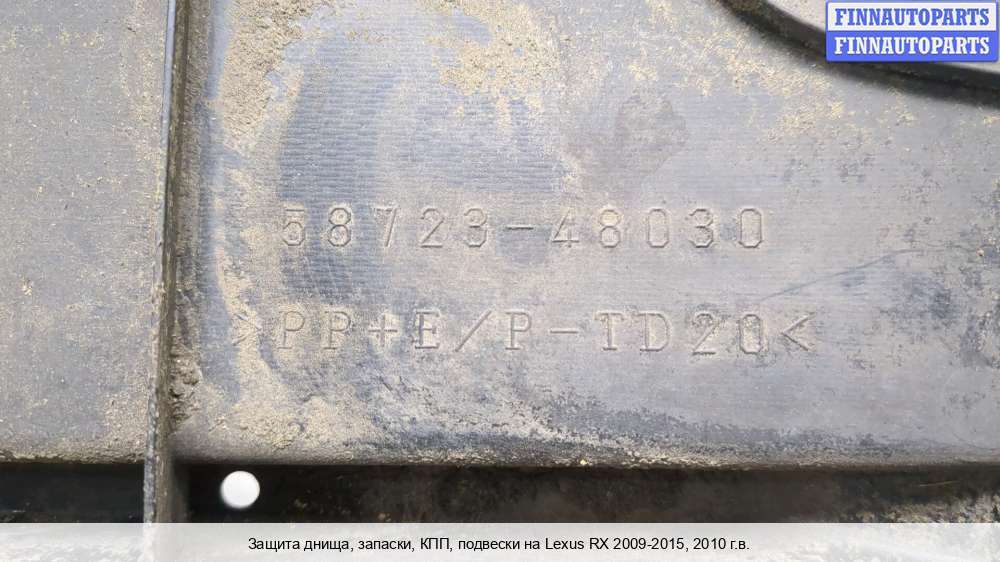 FINNAUTOPARTS
FINNAUTOPARTS
58723-48030
>PP+E/P-TD20<
Защита днища, запаски, КПП, подвески на Lexus RX 2009-2015, 2010 г.в.